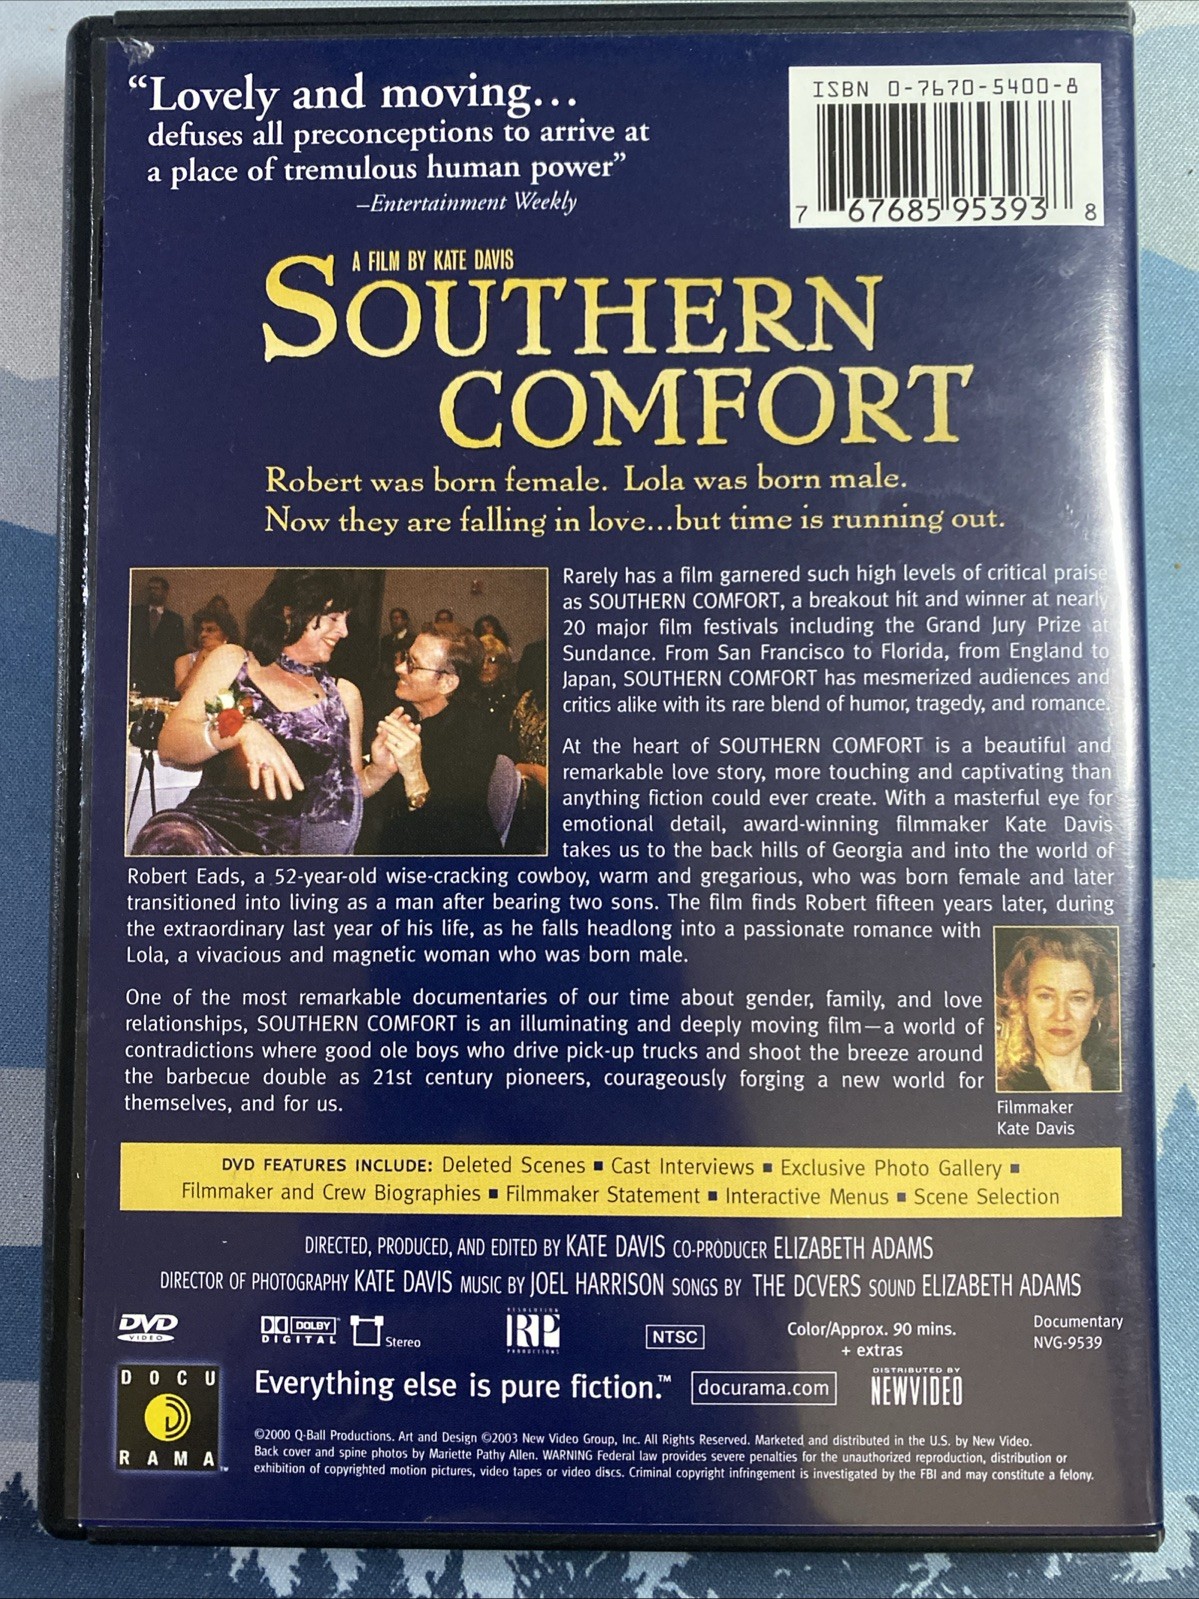 “Lovely and moving…
defuses all preconceptions to arrive at
a place of tremulous human power”
–Entertainment Weekly
ISBN 0-7670-5400-8
7 67685 95393 8
A FILM BY KATE DAVIS
SOUTHERN
COMFORT
Robert was born female. Lola was born male.
Now they are falling in love...but time is running out.
Rarely has a film garnered such high levels of critical praise
as SOUTHERN COMFORT, a breakout hit and winner at nearly
20 major film festivals including the Grand Jury Prize at
Sundance. From San Francisco to Florida, from England to
Japan, SOUTHERN COMFORT has mesmerized audiences and
critics alike with its rare blend of humor, tragedy, and romance.
At the heart of SOUTHERN COMFORT is a beautiful and
remarkable love story, more touching and captivating than
anything fiction could ever create. With a masterful eye for
emotional detail, award-winning filmmaker Kate Davis
takes us to the back hills of Georgia and into the world of
Robert Eads, a 52-year-old wise-cracking cowboy, warm and gregarious, who was born female and later
transitioned into living as a man after bearing two sons. The film finds Robert fifteen years later, during
the extraordinary last year of his life, as he falls headlong into a passionate romance with
Lola, a vivacious and magnetic woman who was born male.
One of the most remarkable documentaries of our time about gender, family, and love
relationships, SOUTHERN COMFORT is an illuminating and deeply moving film—a world of
contradictions where good ole boys who drive pick-up trucks and shoot the breeze around
the barbecue double as 21st century pioneers, courageously forging a new world for
themselves, and for us.
Filmmaker
Kate Davis
DVD FEATURES INCLUDE: Deleted Scenes ■ Cast Interviews ■ Exclusive Photo Gallery ■
Filmmaker and Crew Biographies ■ Filmmaker Statement ■ Interactive Menus ■ Scene Selection
DIRECTED, PRODUCED, AND EDITED BY KATE DAVIS CO-PRODUCER ELIZABETH ADAMS
DIRECTOR OF PHOTOGRAPHY KATE DAVIS MUSIC BY JOEL HARRISON SONGS BY THE DCVERS SOUND ELIZABETH ADAMS
DVD VIDEO
DOLBY DIGITAL
Stereo
RESOLUTION
RP
PRODUCTIONS
NTSC
Color/Approx. 90 mins.
+ extras
Documentary
NVG-9539
DOCU
RAMA™
Everything else is pure fiction.™
docurama.com
DISTRIBUTED BY
NEWVIDEO
©2000 Q-Ball Productions. Art and Design ©2003 New Video Group, Inc. All Rights Reserved. Marketed and distributed in the U.S. by New Video.
Back cover and spine photos by Mariette Pathy Allen. WARNING Federal law provides severe penalties for the unauthorized reproduction, distribution or
exhibition of copyrighted motion pictures, video tapes or video discs. Criminal copyright infringement is investigated by the FBI and may constitute a felony.